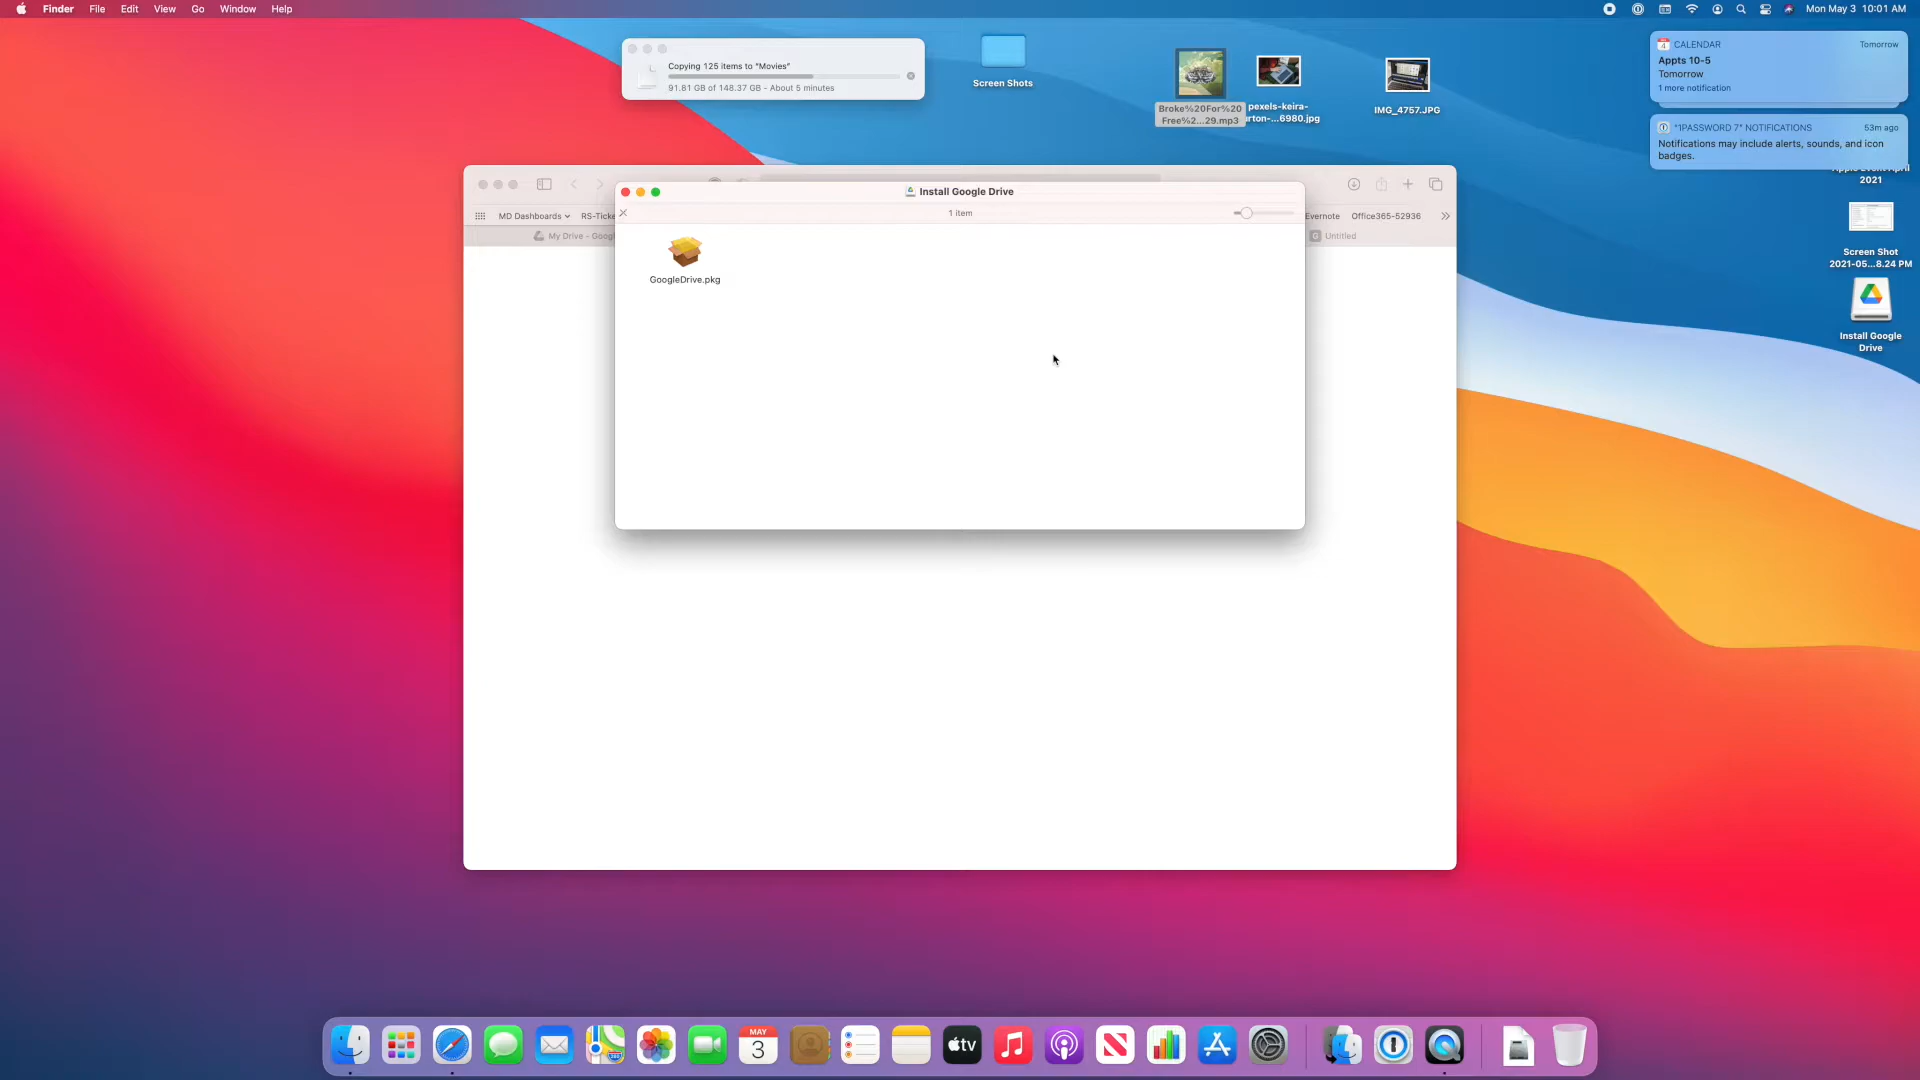 Finder File Edit View Go Window Help
Mon May 3 10:01 AM
Copying 125 items to "Movies"
91.81 GB of 148.37 GB - About 5 minutes
Screen Shots
Broke%20For%20
Free%2...29.mp3
pexels-keira-
rton-...6980.jpg
IMG_4757.JPG
CALENDAR Tomorrow
Appts 10-5
Tomorrow
1 more notification
"1PASSWORD 7" NOTIFICATIONS 53m ago
Notifications may include alerts, sounds, and icon
badges.
2021
Screen Shot
2021-05...8.24 PM
Install Google
Drive
Install Google Drive
1 item
MD Dashboards RS-Ticke
Evernote Office365-52936
My Drive - Googl
Untitled
GoogleDrive.pkg
MAY
3
tv
280